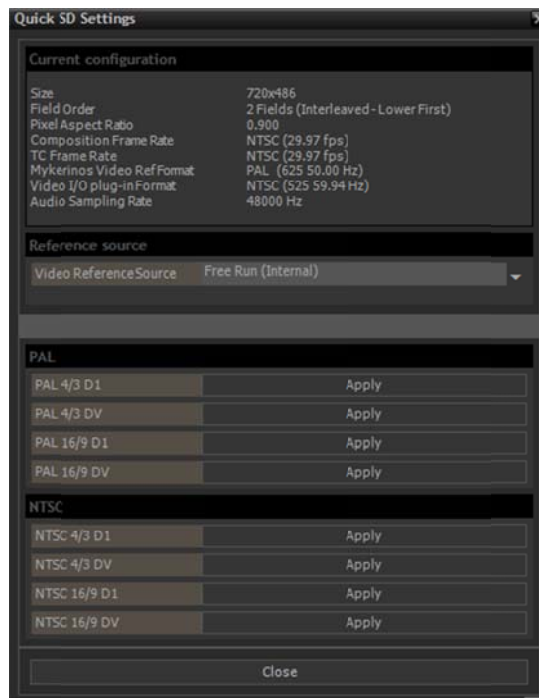 Quick SD Settings
Current configuration
Size 720x486
Field Order 2 Fields (Interleaved - Lower First)
Pixel Aspect Ratio 0.900
Composition Frame Rate NTSC (29.97 fps)
TC Frame Rate NTSC (29.97 fps)
Mykerinos Video Ref Format PAL (625 50.00 Hz)
Video I/O plug-in Format NTSC (525 59.94 Hz)
Audio Sampling Rate 48000 Hz
Reference source
Video Reference Source Free Run (Internal)
PAL
PAL 4/3 D1 Apply
PAL 4/3 DV Apply
PAL 16/9 D1 Apply
PAL 16/9 DV Apply
NTSC
NTSC 4/3 D1 Apply
NTSC 4/3 DV Apply
NTSC 16/9 D1 Apply
NTSC 16/9 DV Apply
Close